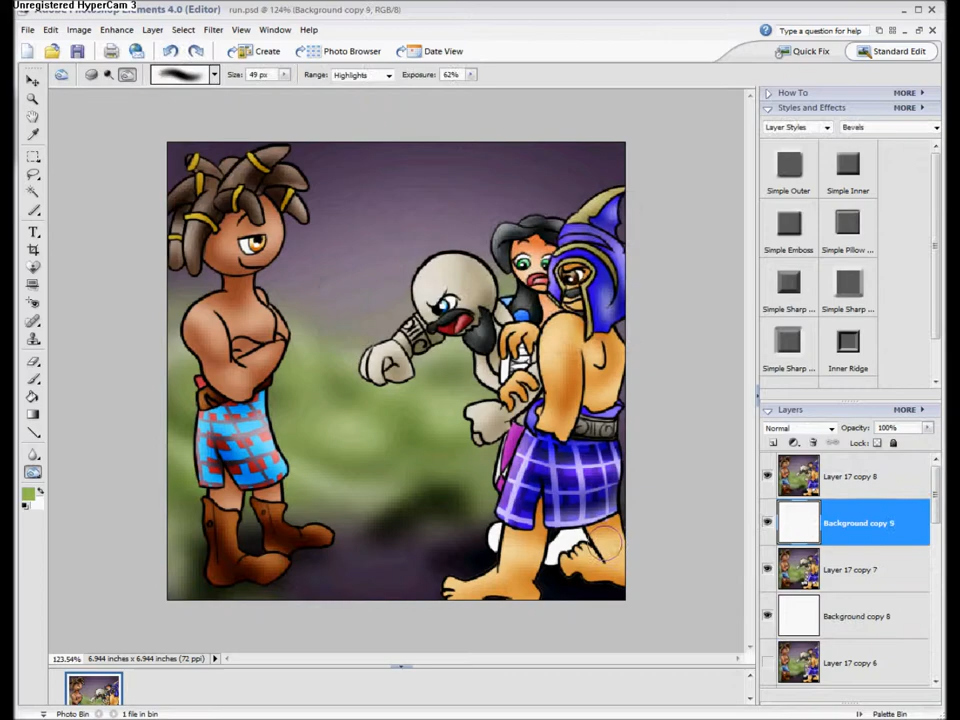 Unregistered HyperCam 3
Adobe Photoshop Elements 4.0 (Editor)
run.psd @ 124% (Background copy 9, RGB/8)
File Edit Image Enhance Layer Select Filter View Window Help
Type a question for help
Create Photo Browser Date View
Quick Fix Standard Edit
Size: 49 px Range: Highlights Exposure: 62%
How To MORE
Styles and Effects MORE
Layer Styles Bevels
Simple Outer Simple Inner
Simple Emboss Simple Pillow ...
Simple Sharp ... Simple Sharp ...
Simple Sharp ... Inner Ridge
Layers MORE
Normal Opacity: 100%
Lock:
Layer 17 copy 8
Background copy 9
Layer 17 copy 7
Background copy 8
Layer 17 copy 6
123.54% 6.944 inches x 6.944 inches (72 ppi)
Photo Bin 1 file in bin Palette Bin